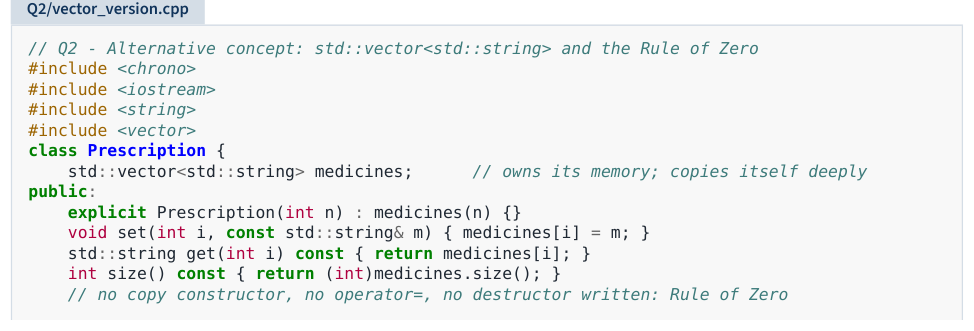 Q2/vector_version.cpp
// Q2 - Alternative concept: std::vector<std::string> and the Rule of Zero
#include <chrono>
#include <iostream>
#include <string>
#include <vector>
class Prescription {
    std::vector<std::string> medicines;      // owns its memory; copies itself deeply
public:
    explicit Prescription(int n) : medicines(n) {}
    void set(int i, const std::string& m) { medicines[i] = m; }
    std::string get(int i) const { return medicines[i]; }
    int size() const { return (int)medicines.size(); }
    // no copy constructor, no operator=, no destructor written: Rule of Zero